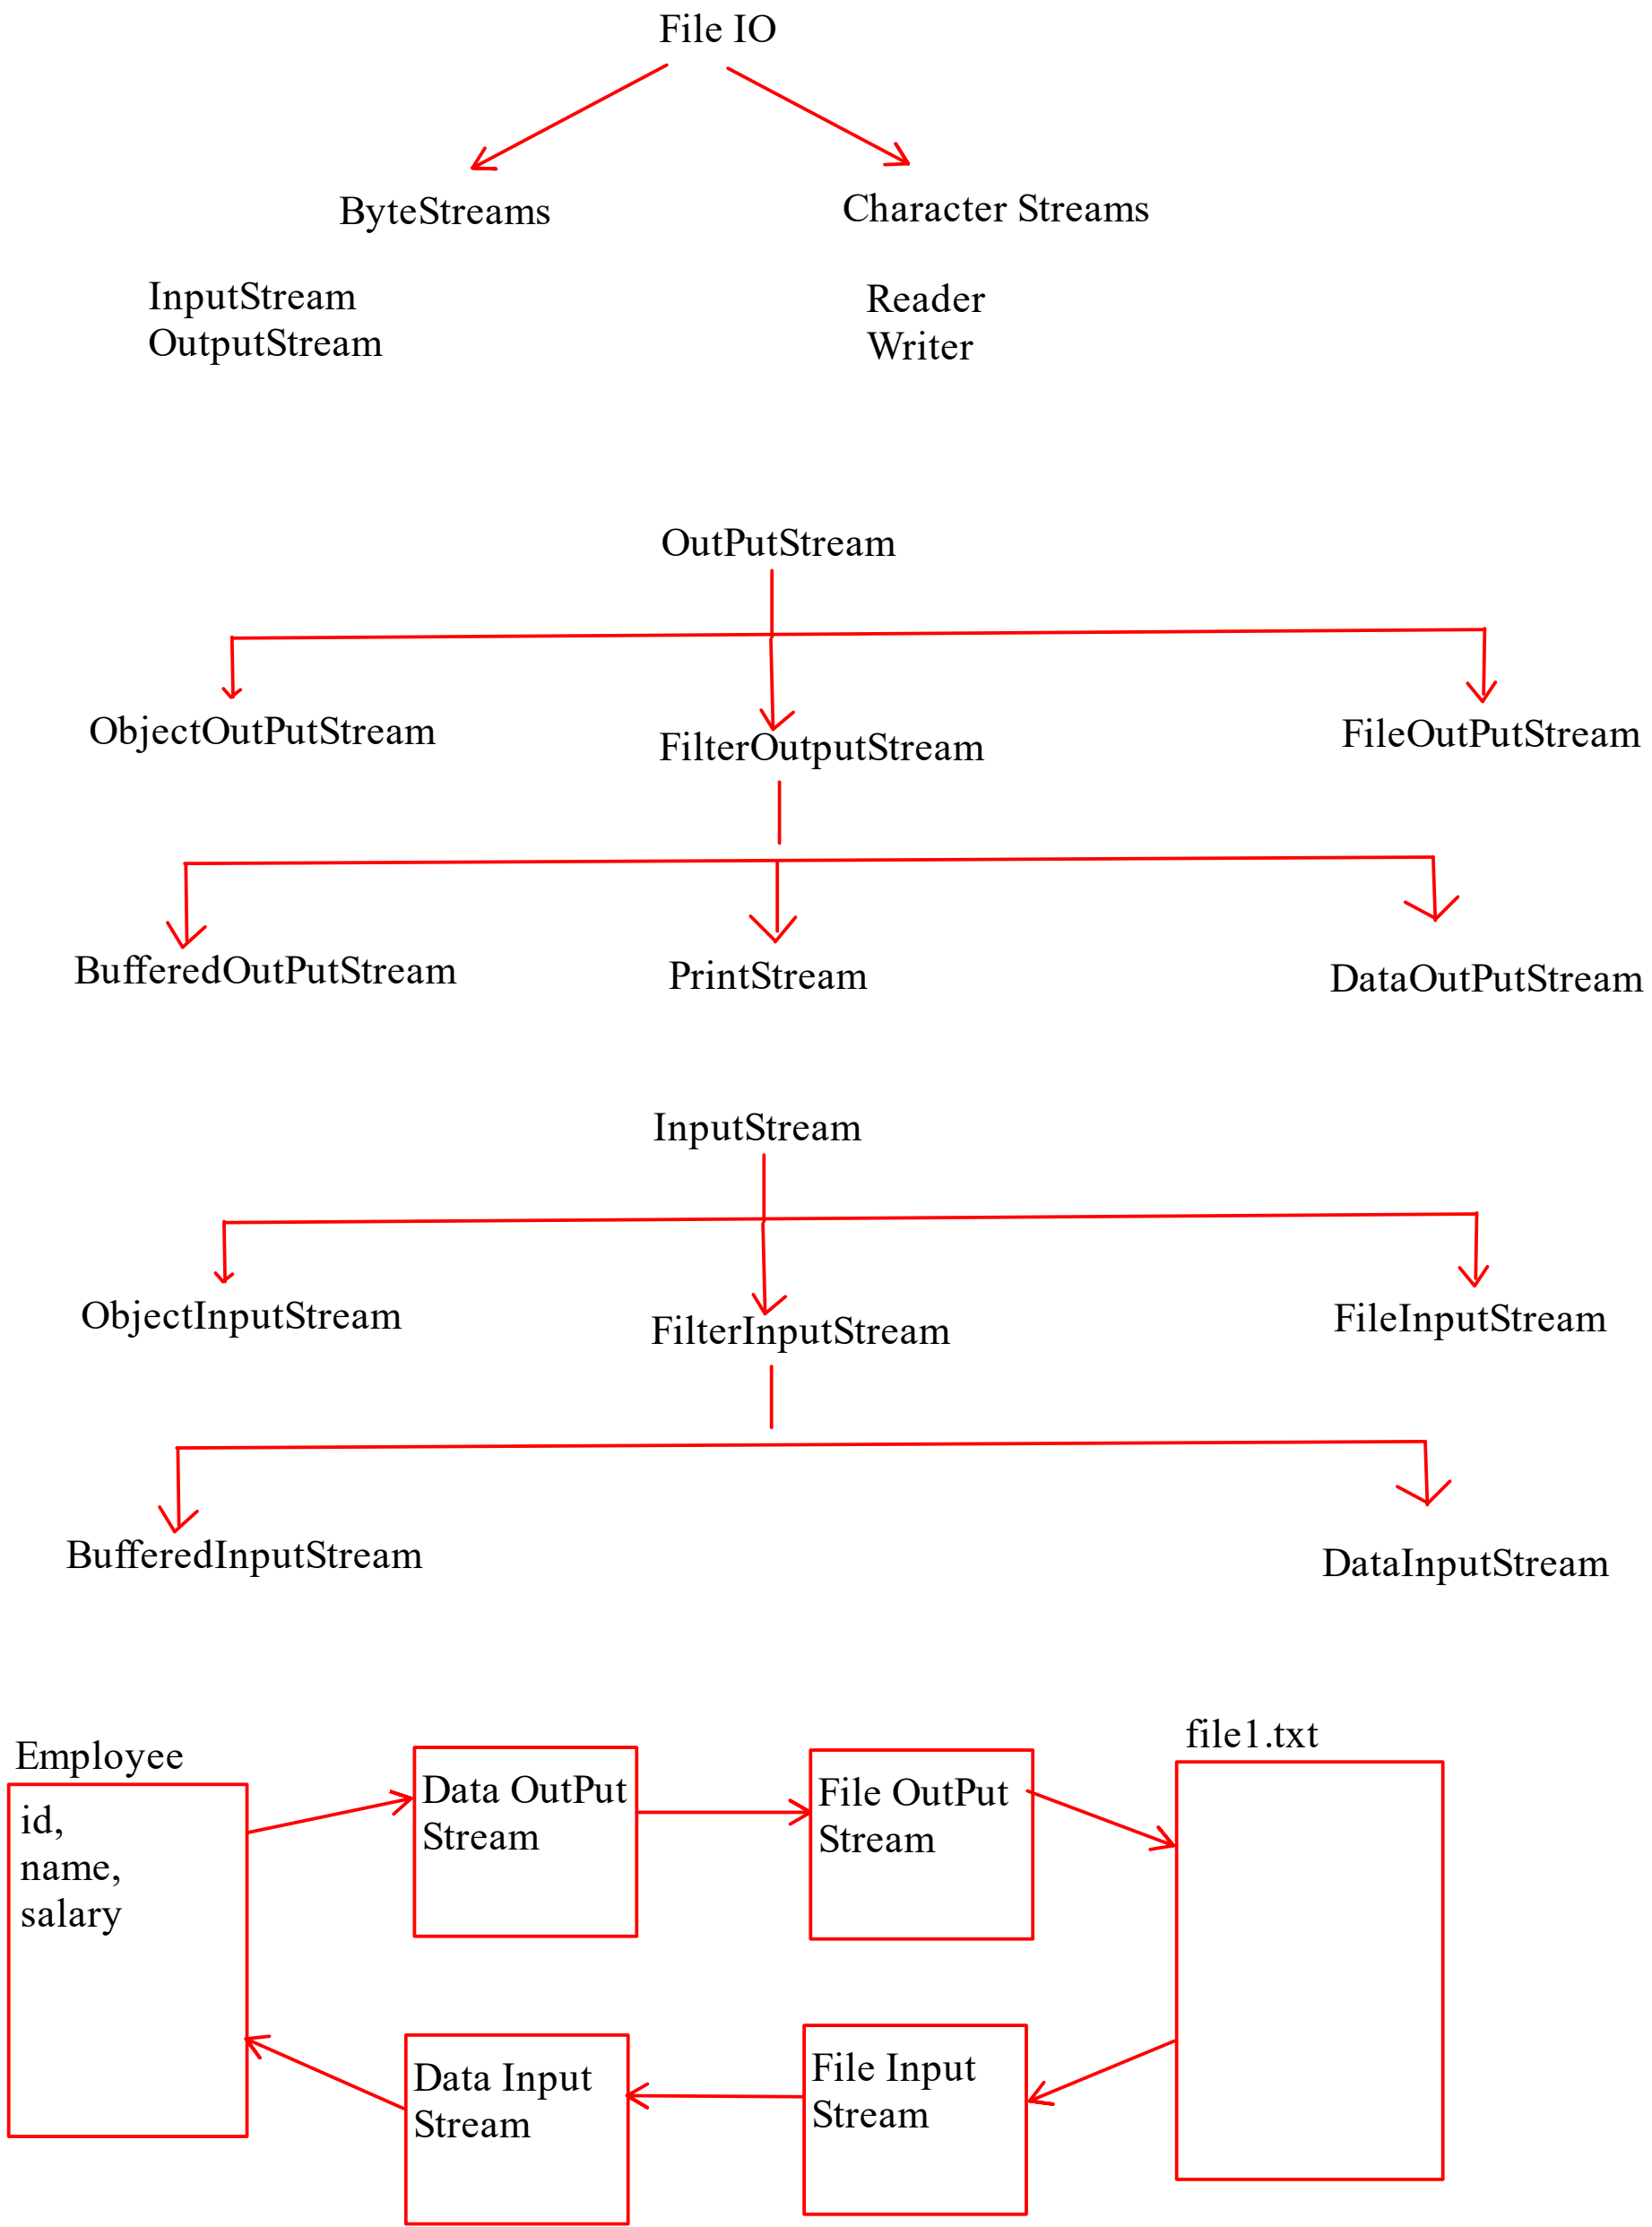 File IO
ByteStreams
Character Streams
InputStream
OutputStream
Reader
Writer
OutPutStream
ObjectOutPutStream
FilterOutputStream
FileOutPutStream
BufferedOutPutStream
PrintStream
DataOutPutStream
InputStream
ObjectInputStream
FilterInputStream
FileInputStream
BufferedInputStream
DataInputStream
Employee
id,
name,
salary
Data OutPut
Stream
File OutPut
Stream
file1.txt
Data Input
Stream
File Input
Stream